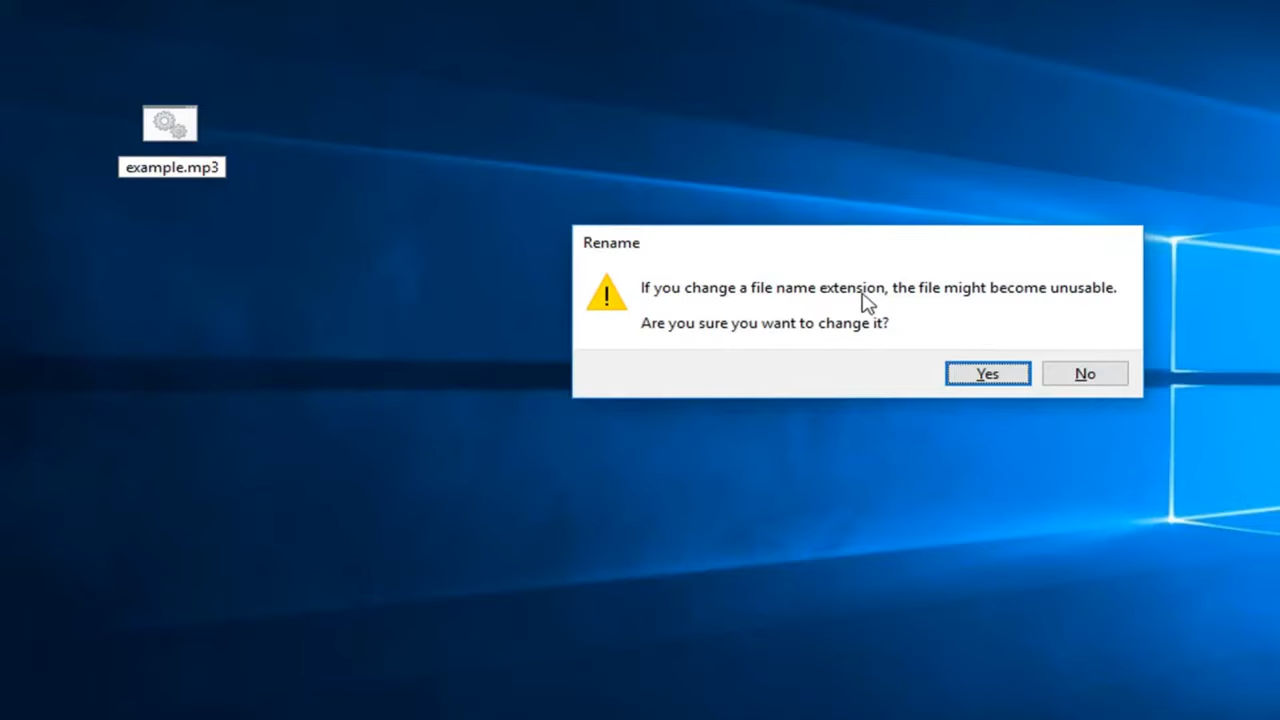 example.mp3
Rename
If you change a file name extension, the file might become unusable.
Are you sure you want to change it?
Yes
No